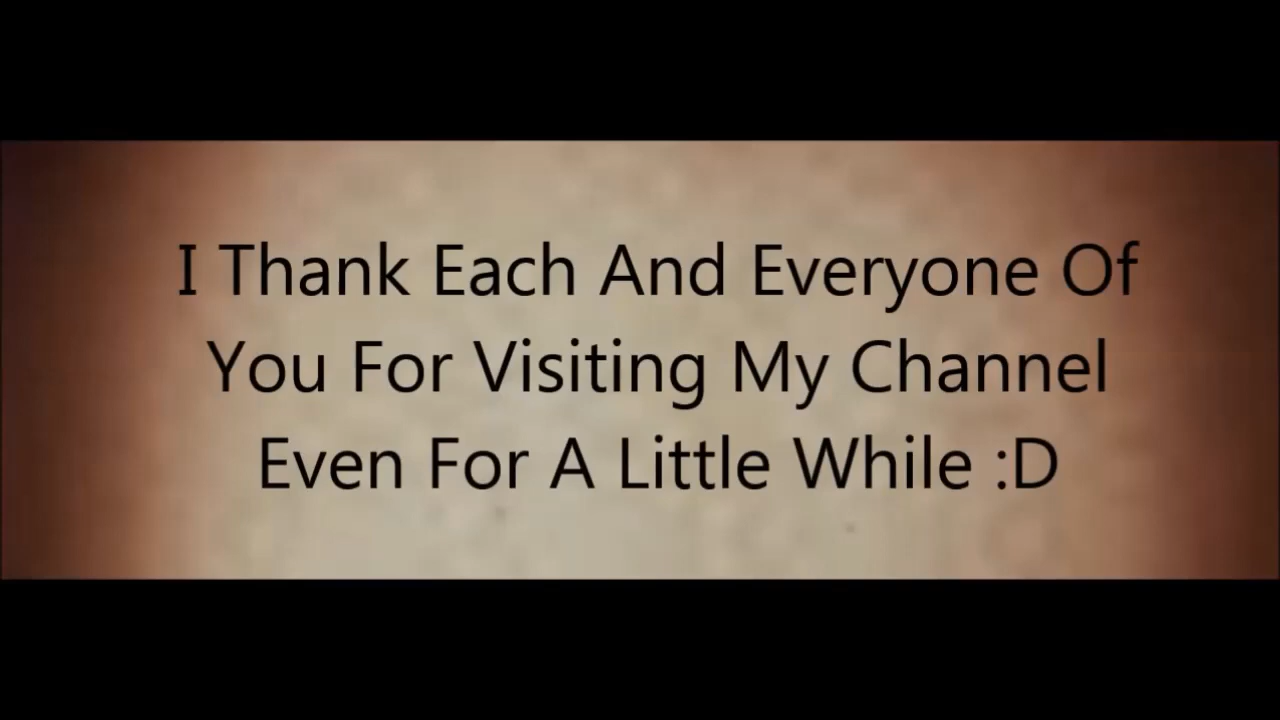 I Thank Each And Everyone Of
You For Visiting My Channel
Even For A Little While :D